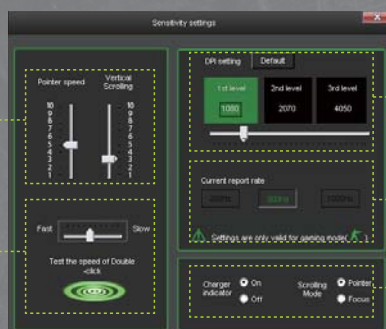 Sensitivity settings
Pointer speed
Vertical
Scrolling
10
9
8
7
6
5
4
3
2
1
10
9
8
7
6
5
4
3
2
1
Fast
Slow
Test the speed of Double
-click
DPI setting
Default
1st level
2nd level
3rd level
1080
2070
4050
Current report rate
Settings are only valid for gaming mode( )
Charger
indicator
On
Off
Scrolling
Mode
Pointer
Focus